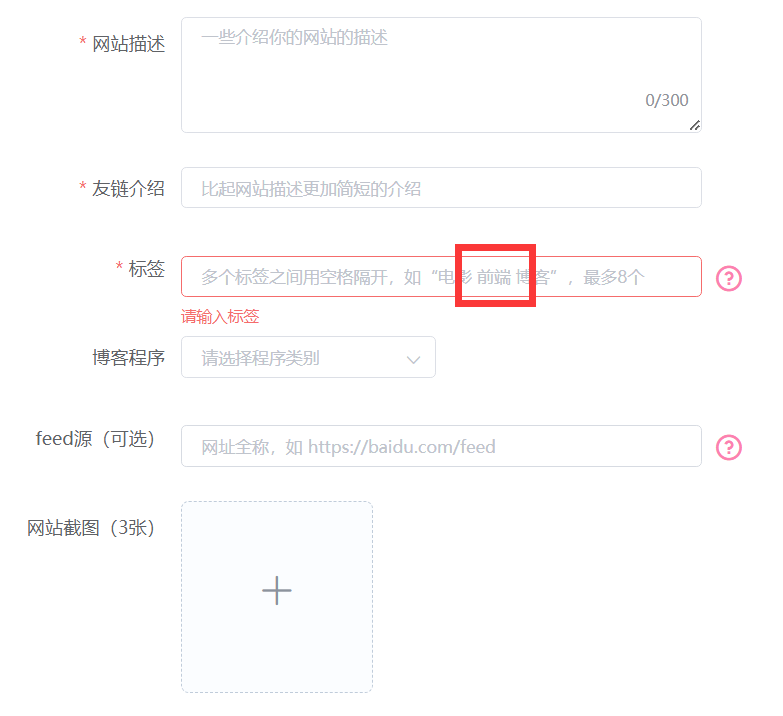 * 网站描述
一些介绍你的网站的描述
0/300
* 友链介绍
比起网站描述更加简短的介绍
* 标签
多个标签之间用空格隔开，如“电影 前端 博客”，最多8个
?
请输入标签
博客程序
请选择程序类别
feed源（可选）
网址全称，如 https://baidu.com/feed
?
网站截图（3张）